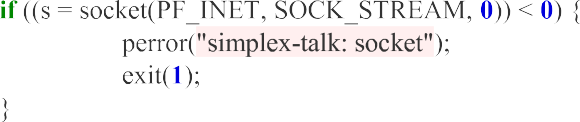 if ((s = socket(PF_INET, SOCK_STREAM, 0)) < 0) {
perror("simplex-talk: socket");
exit(1);
}